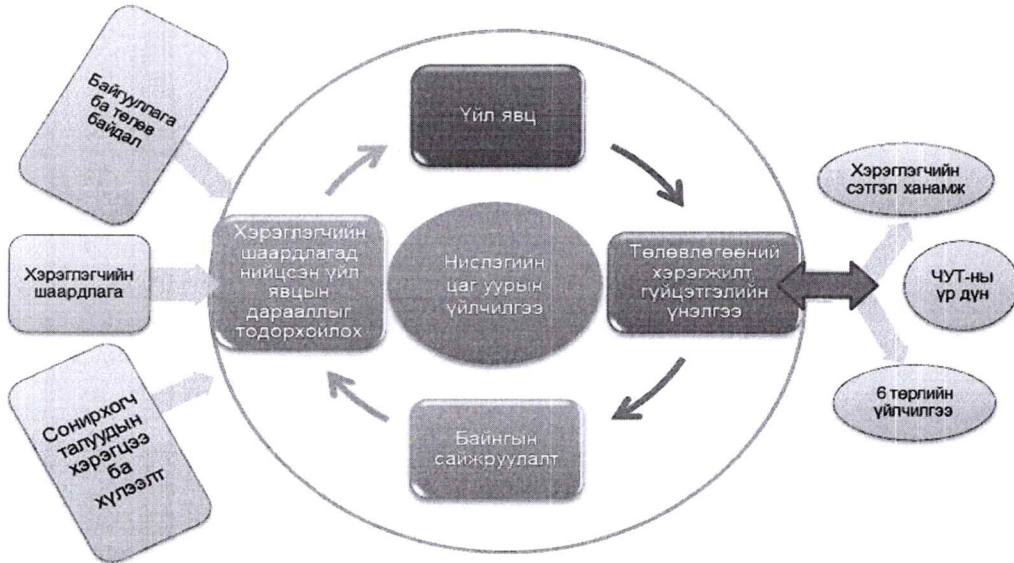 Байгууллага
ба төлөв
байдал
Хэрэглэгчийн
шаардлага
Сонирхогч
талуудын
хэрэгцээ
ба
хүлээлт
Үйл явц
Хэрэглэгчийн
шаардлагад
нийцсэн үйл
явцын
дарааллыг
тодорхойлох
Нислэгийн
цаг уурын
үйлчилгээ
Төлөвлөгөөний
хэрэгжилт,
гүйцэтгэлийн
үнэлгээ
Байнгын
сайжруулалт
Хэрэглэгчийн
сэтгэл ханамж
ЧУТ-ны
үр дүн
6 төрлийн
үйлчилгээ